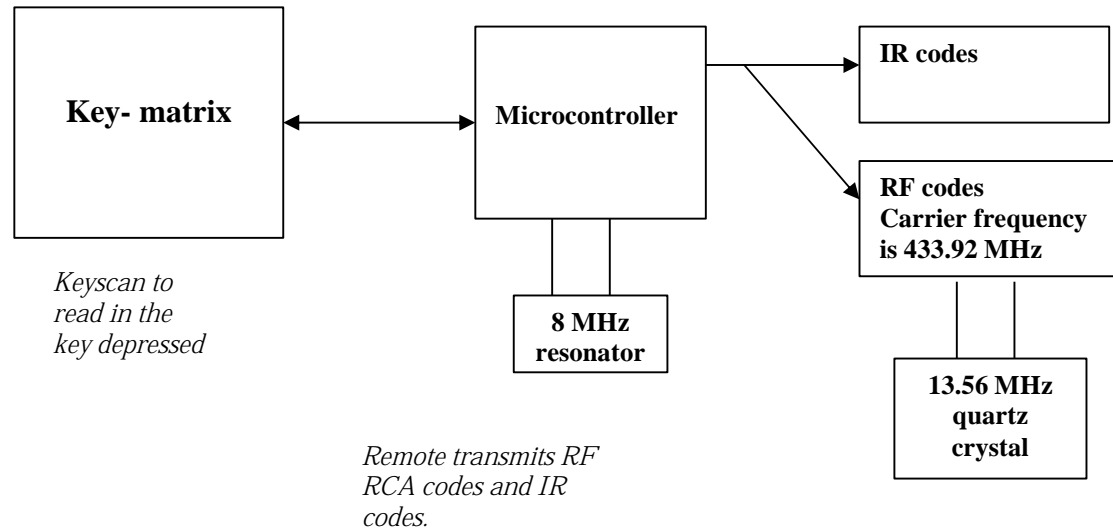 Key- matrix
Keyscan to
read in the
key depressed
Microcontroller
8 MHz
resonator
IR codes
RF codes
Carrier frequency
is 433.92 MHz
13.56 MHz
quartz
crystal
Remote transmits RF
RCA codes and IR
codes.